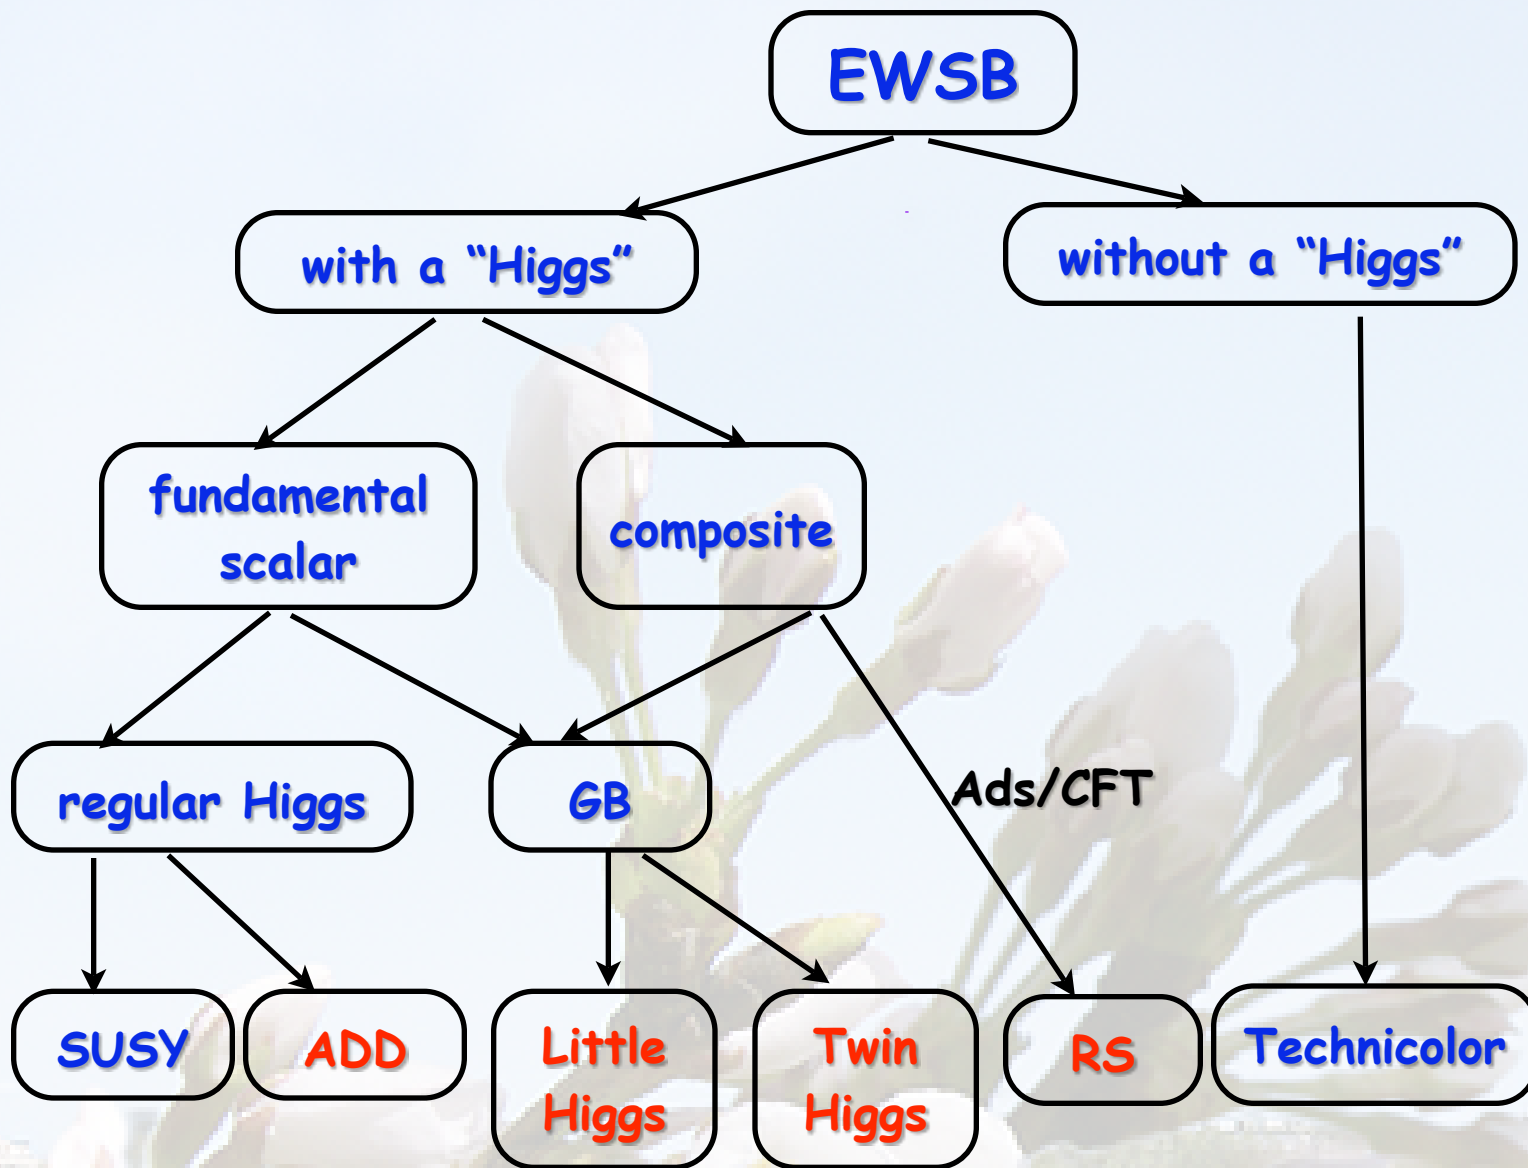 EWSB
with a “Higgs”
without a “Higgs”
fundamental
scalar
composite
regular Higgs
GB
Ads/CFT
SUSY
ADD
Little
Higgs
Twin
Higgs
RS
Technicolor